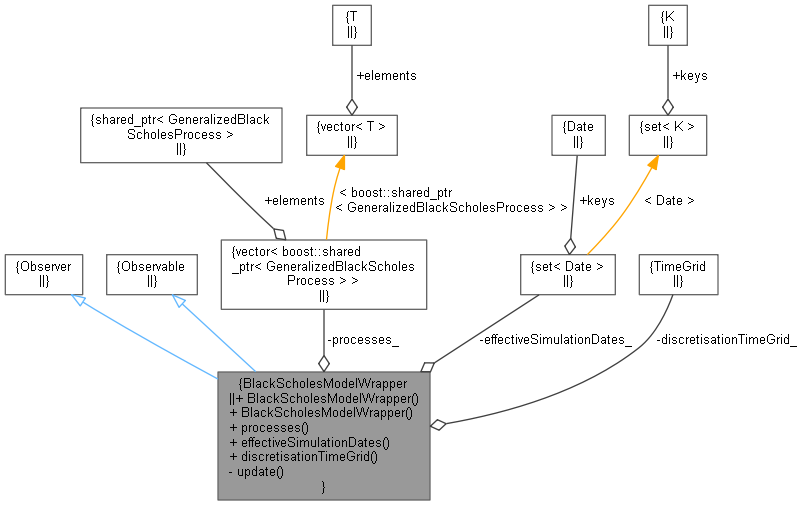 {T
||}
{K
||}
+elements
+keys
{shared_ptr< GeneralizedBlack
ScholesProcess >
||}
{vector< T >
||}
{Date
||}
{set< K >
||}
+elements
< boost::shared_ptr
< GeneralizedBlackScholesProcess > >
+keys
< Date >
{Observer
||}
{Observable
||}
{vector< boost::shared
_ptr< GeneralizedBlackScholes
Process > >
||}
{set< Date >
||}
{TimeGrid
||}
-processes_
-effectiveSimulationDates_
-discretisationTimeGrid_
{BlackScholesModelWrapper
||+ BlackScholesModelWrapper()
+ BlackScholesModelWrapper()
+ processes()
+ effectiveSimulationDates()
+ discretisationTimeGrid()
- update()
}